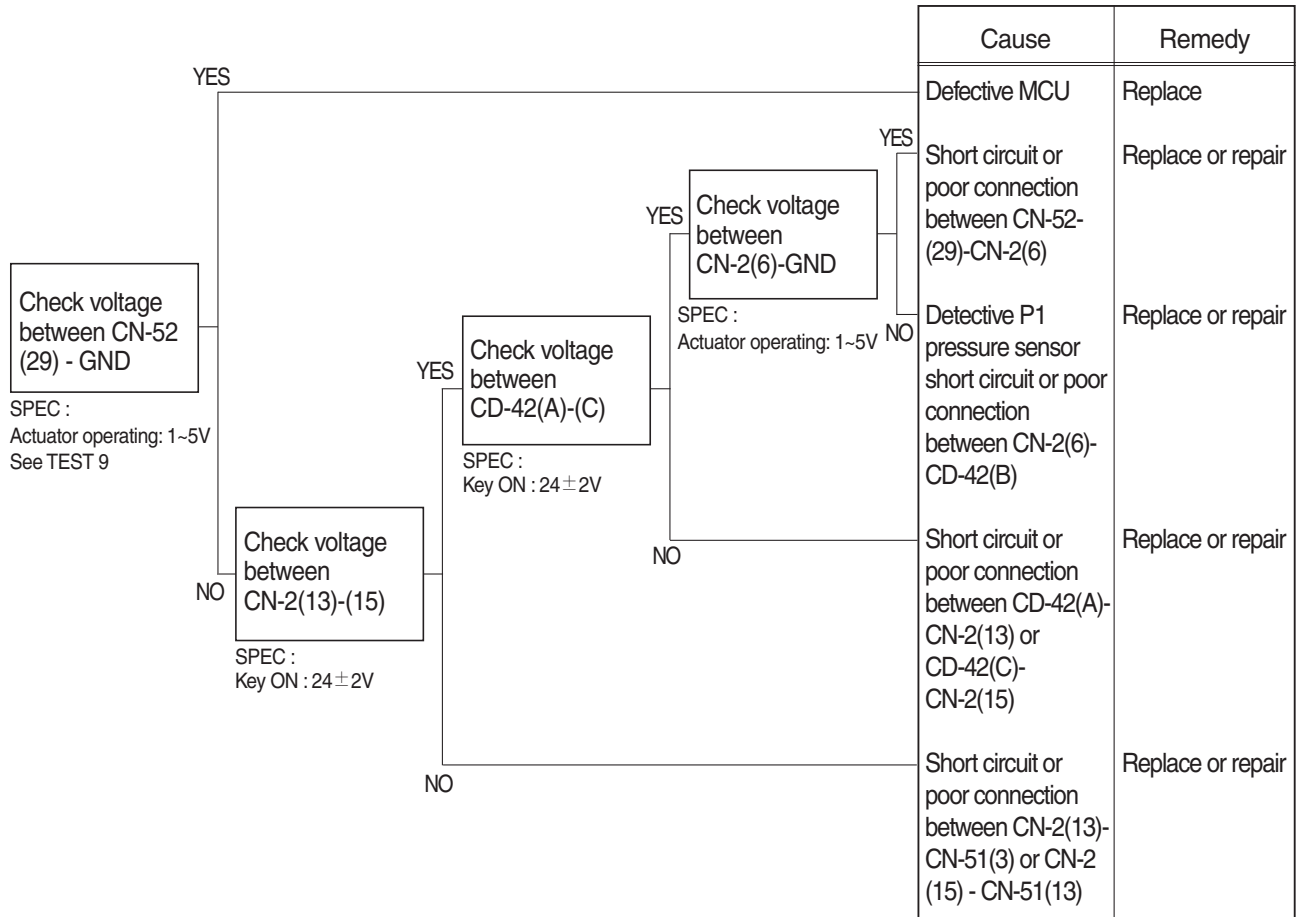 Cause
Remedy
YES
Defective MCU
Replace
YES
Short circuit or
poor connection
between CN-52-
(29)-CN-2(6)
Replace or repair
YES
Check voltage
between
CN-2(6)-GND
SPEC :
Actuator operating: 1~5V
NO
Detective P1
pressure sensor
short circuit or poor
connection
between CN-2(6)-
CD-42(B)
Replace or repair
Check voltage
between CN-52
(29) - GND
SPEC :
Actuator operating: 1~5V
See TEST 9
YES
Check voltage
between
CD-42(A)-(C)
SPEC :
Key ON : 24±2V
NO
Short circuit or
poor connection
between CD-42(A)-
CN-2(13) or
CD-42(C)-
CN-2(15)
Replace or repair
NO
Check voltage
between
CN-2(13)-(15)
SPEC :
Key ON : 24±2V
NO
Short circuit or
poor connection
between CN-2(13)-
CN-51(3) or CN-2
(15) - CN-51(13)
Replace or repair